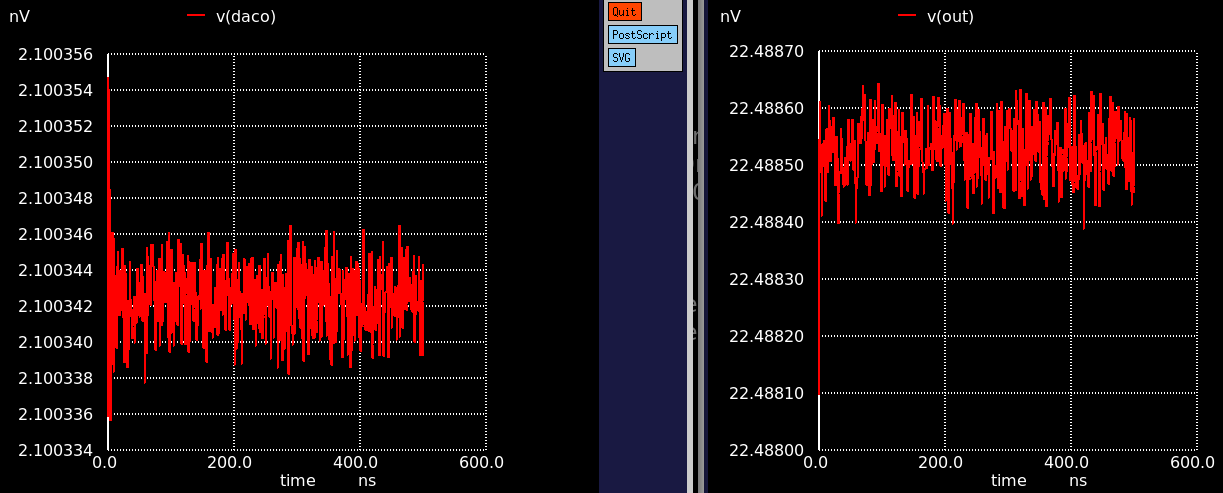 nV
v(daco)
2.100356
2.100354
2.100352
2.100350
2.100348
2.100346
2.100344
2.100342
2.100340
2.100338
2.100336
2.100334
0.0 200.0 400.0 600.0
time ns
Quit
PostScript
SVG
nV
v(out)
22.48870
22.48860
22.48850
22.48840
22.48830
22.48820
22.48810
22.48800
0.0 200.0 400.0 600.0
time ns